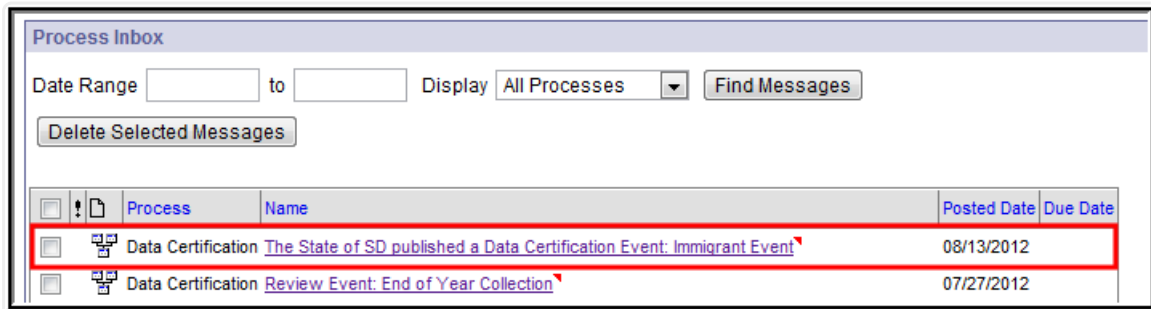 Process Inbox
Date Range to Display All Processes Find Messages
Delete Selected Messages
! Process Name Posted Date Due Date
Data Certification The State of SD published a Data Certification Event: Immigrant Event 08/13/2012
Data Certification Review Event: End of Year Collection 07/27/2012